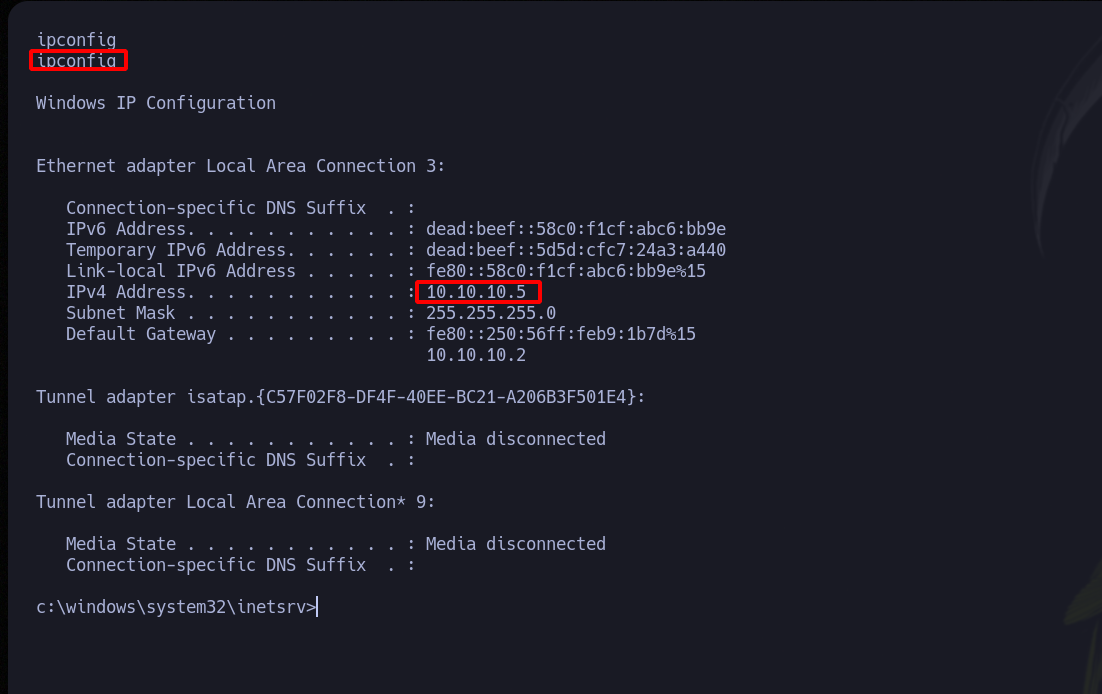 ipconfig
ipconfig
Windows IP Configuration
Ethernet adapter Local Area Connection 3:
Connection-specific DNS Suffix  . :
IPv6 Address. . . . . . . . . . . : dead:beef::58c0:f1cf:abc6:bb9e
Temporary IPv6 Address. . . . . . : dead:beef::5d5d:cfc7:24a3:a440
Link-local IPv6 Address . . . . . : fe80::58c0:f1cf:abc6:bb9e%15
IPv4 Address. . . . . . . . . . . : 10.10.10.5
Subnet Mask . . . . . . . . . . . : 255.255.255.0
Default Gateway . . . . . . . . . : fe80::250:56ff:feb9:1b7d%15
10.10.10.2
Tunnel adapter isatap.{C57F02F8-DF4F-40EE-BC21-A206B3F501E4}:
Media State . . . . . . . . . . . : Media disconnected
Connection-specific DNS Suffix  . :
Tunnel adapter Local Area Connection* 9:
Media State . . . . . . . . . . . : Media disconnected
Connection-specific DNS Suffix  . :
c:\windows\system32\inetsrv>